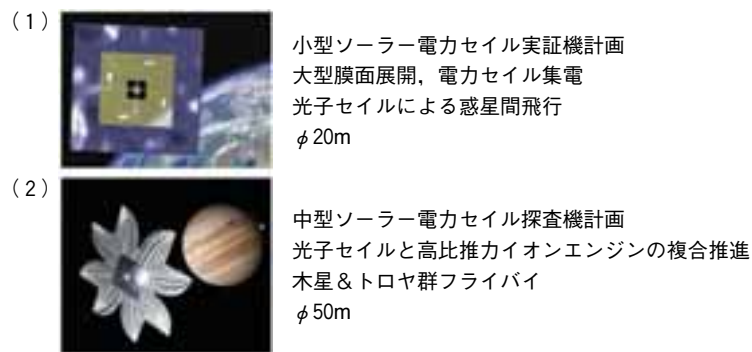 （1）
小型ソーラー電力セイル実証機計画
大型膜面展開，電力セイル集電
光子セイルによる惑星間飛行
φ20m
（2）
中型ソーラー電力セイル探査機計画
光子セイルと高比推力イオンエンジンの複合推進
木星＆トロヤ群フライバイ
φ50m